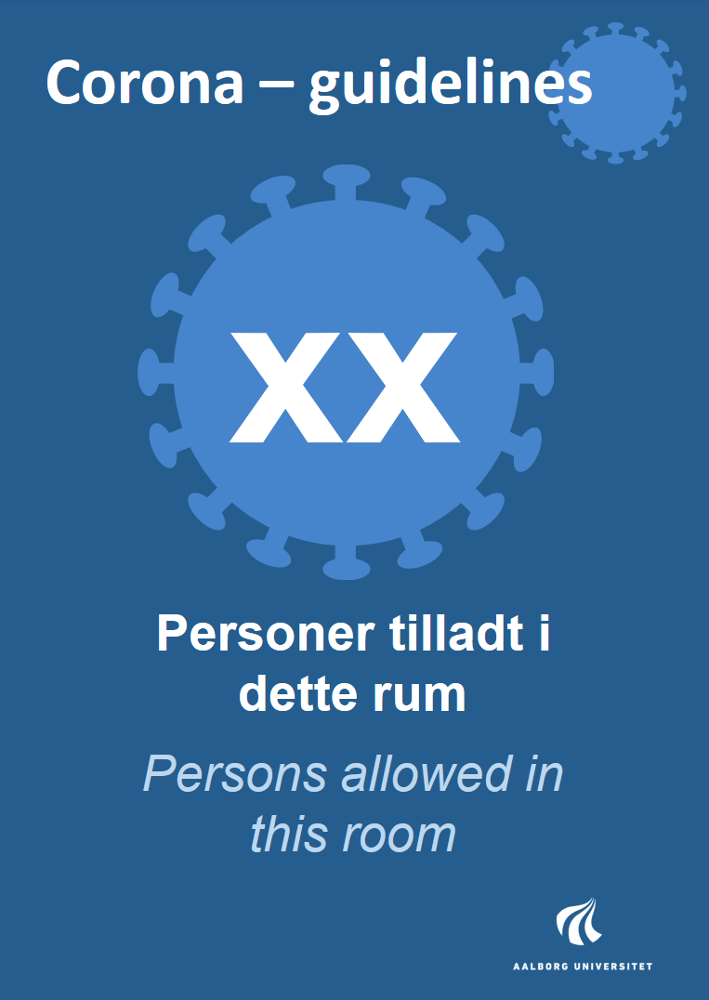 Corona – guidelines
xx
Personer tilladt i
dette rum
Persons allowed in
this room
AALBORG UNIVERSITET